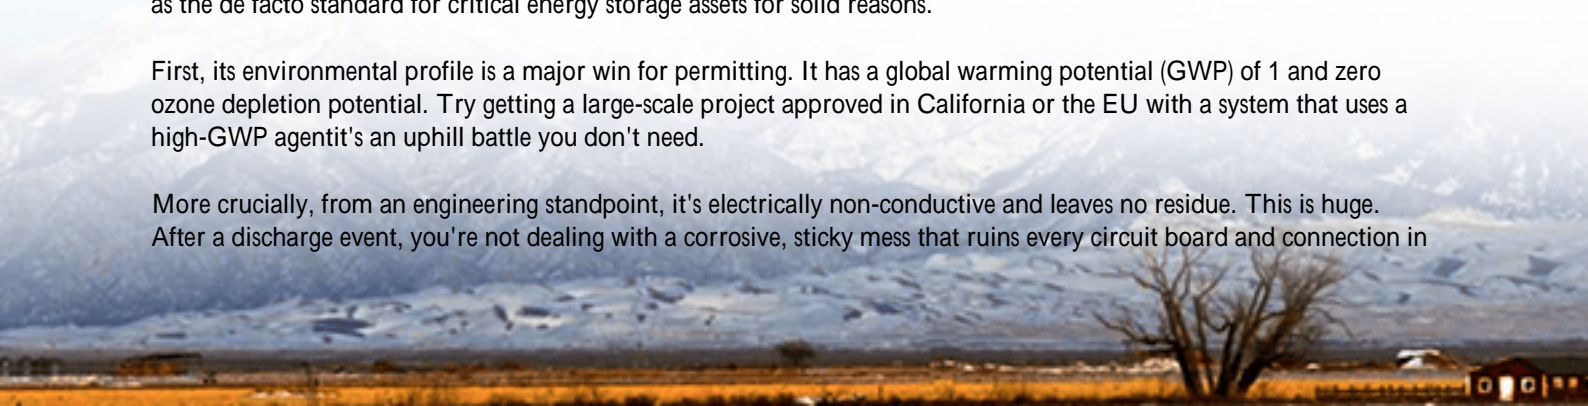 as the de facto standard for critical energy storage assets for solid reasons.
First, its environmental profile is a major win for permitting. It has a global warming potential (GWP) of 1 and zero
ozone depletion potential. Try getting a large-scale project approved in California or the EU with a system that uses a
high-GWP agentit's an uphill battle you don't need.
More crucially, from an engineering standpoint, it's electrically non-conductive and leaves no residue. This is huge.
After a discharge event, you're not dealing with a corrosive, sticky mess that ruins every circuit board and connection in